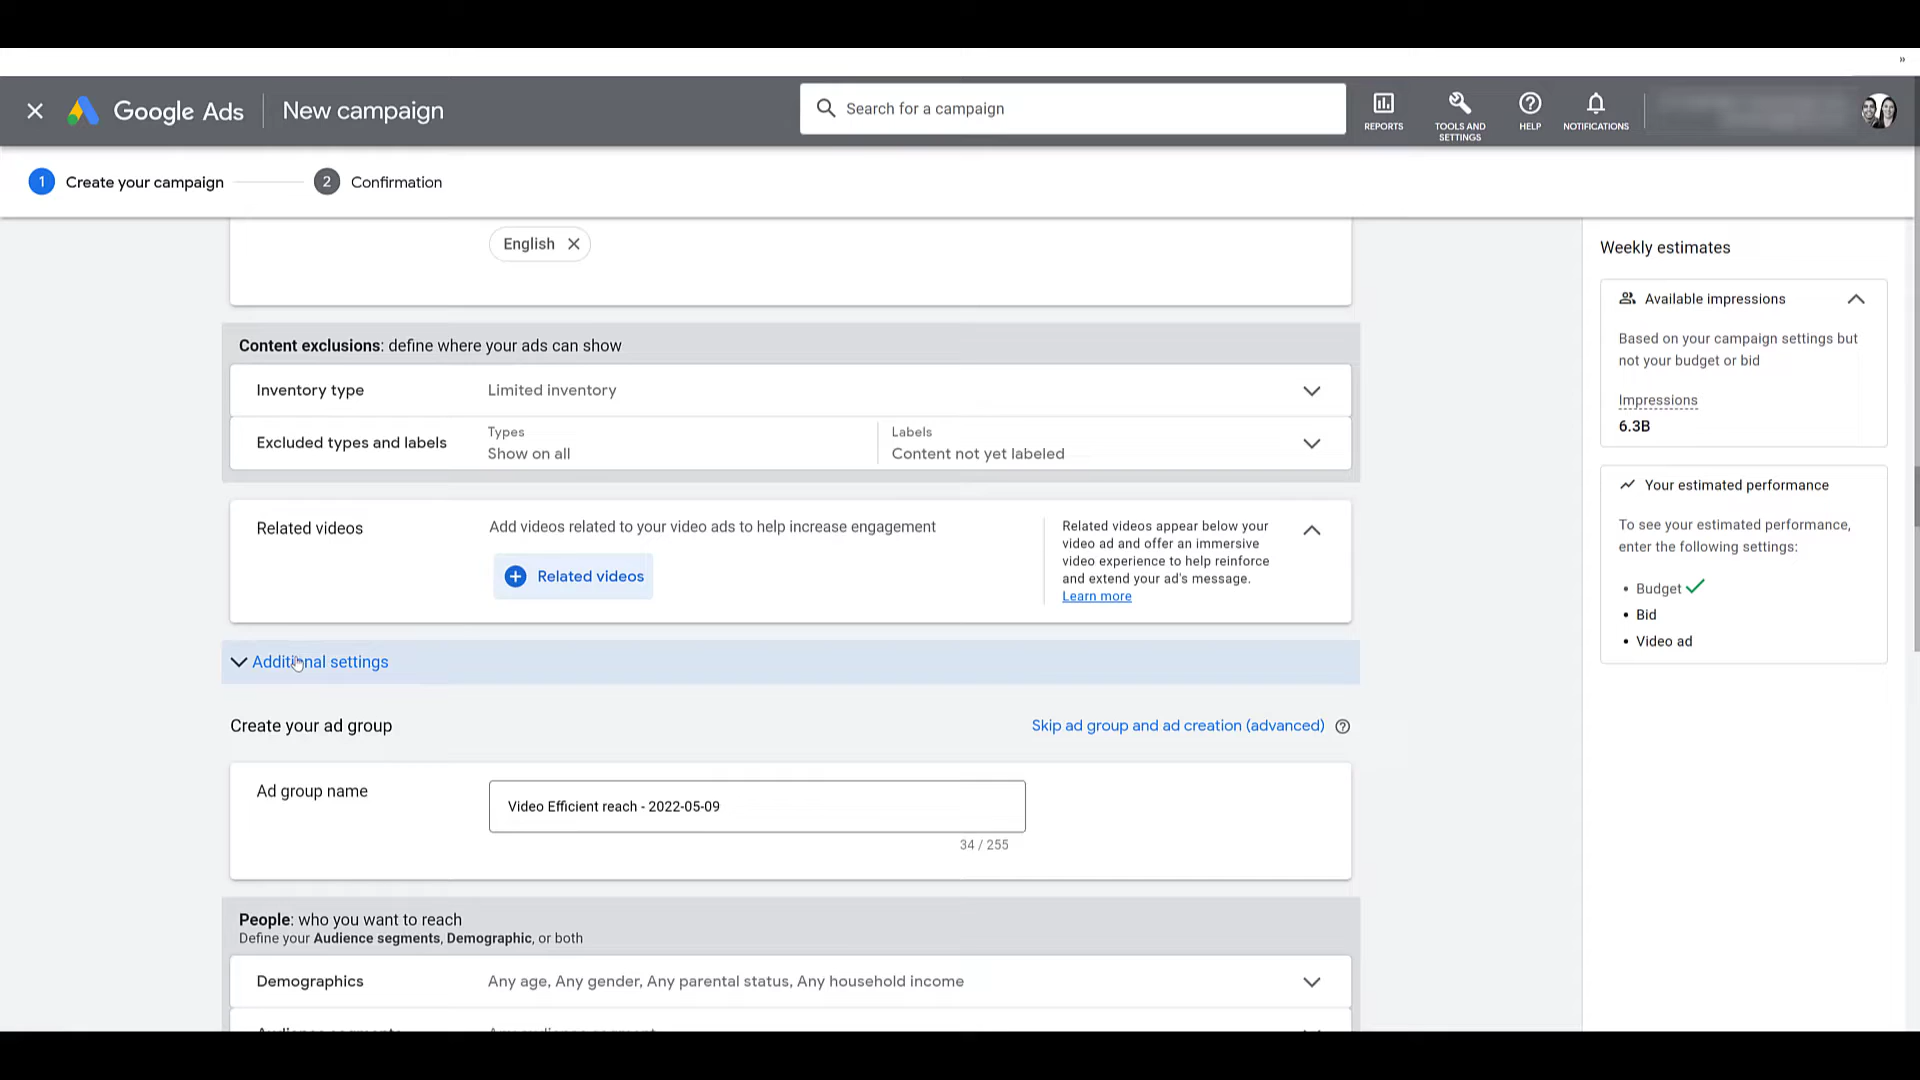 »
Google Ads New campaign
Search for a campaign
REPORTS
TOOLS AND
SETTINGS
HELP
NOTIFICATIONS
1 Create your campaign
2 Confirmation
English
Content exclusions: define where your ads can show
Inventory type
Limited inventory
Excluded types and labels
Types
Show on all
Labels
Content not yet labeled
Related videos
Add videos related to your video ads to help increase engagement
Related videos
Related videos appear below your
video ad and offer an immersive
video experience to help reinforce
and extend your ad's message.
Learn more
Additional settings
Create your ad group
Skip ad group and ad creation (advanced)
Ad group name
Video Efficient reach - 2022-05-09
34 / 255
People: who you want to reach
Define your Audience segments, Demographic, or both
Demographics
Any age, Any gender, Any parental status, Any household income
Weekly estimates
Available impressions
Based on your campaign settings but
not your budget or bid
Impressions
6.3B
Your estimated performance
To see your estimated performance,
enter the following settings:
• Budget
• Bid
• Video ad